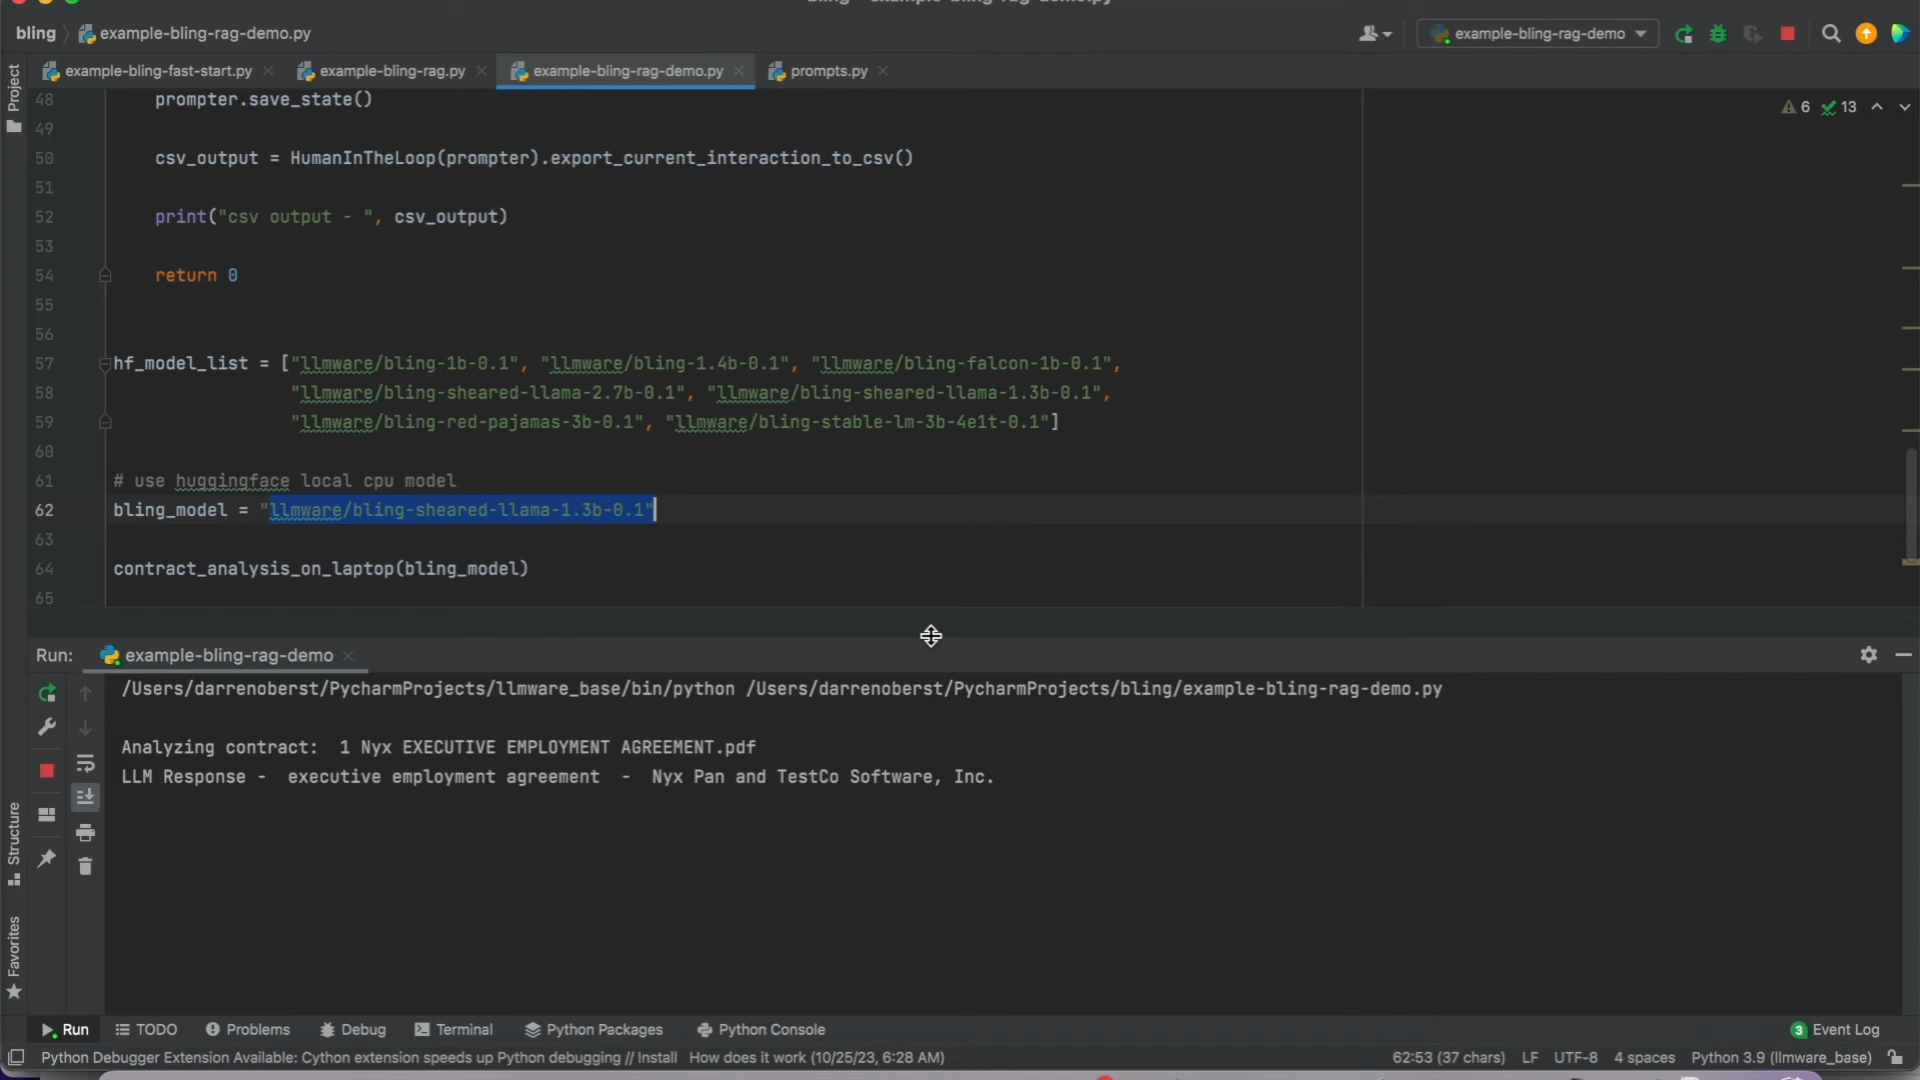 bling example-bling-rag-demo.py example-bling-rag-demo
example-bling-fast-start.py example-bling-rag.py example-bling-rag-demo.py prompts.py
Project
6 13
48 prompter.save_state()
49
50 csv_output = HumanInTheLoop(prompter).export_current_interaction_to_csv()
51
52 print("csv output - ", csv_output)
53
54 return 0
55
56
57 hf_model_list = ["llmware/bling-1b-0.1", "llmware/bling-1.4b-0.1", "llmware/bling-falcon-1b-0.1",
58 "llmware/bling-sheared-llama-2.7b-0.1", "llmware/bling-sheared-llama-1.3b-0.1",
59 "llmware/bling-red-pajamas-3b-0.1", "llmware/bling-stable-lm-3b-4e1t-0.1"]
60
61 # use huggingface local cpu model
62 bling_model = "llmware/bling-sheared-llama-1.3b-0.1"
63
64 contract_analysis_on_laptop(bling_model)
65
Run: example-bling-rag-demo
/Users/darrenoberst/PycharmProjects/llmware_base/bin/python /Users/darrenoberst/PycharmProjects/bling/example-bling-rag-demo.py
Analyzing contract:  1 Nyx EXECUTIVE EMPLOYMENT AGREEMENT.pdf
LLM Response -  executive employment agreement  -  Nyx Pan and TestCo Software, Inc.
Structure
Favorites
Run TODO Problems Debug Terminal Python Packages Python Console 3 Event Log
Python Debugger Extension Available: Cython extension speeds up Python debugging // Install How does it work (10/25/23, 6:28 AM) 62:53 (37 chars) LF UTF-8 4 spaces Python 3.9 (llmware_base)